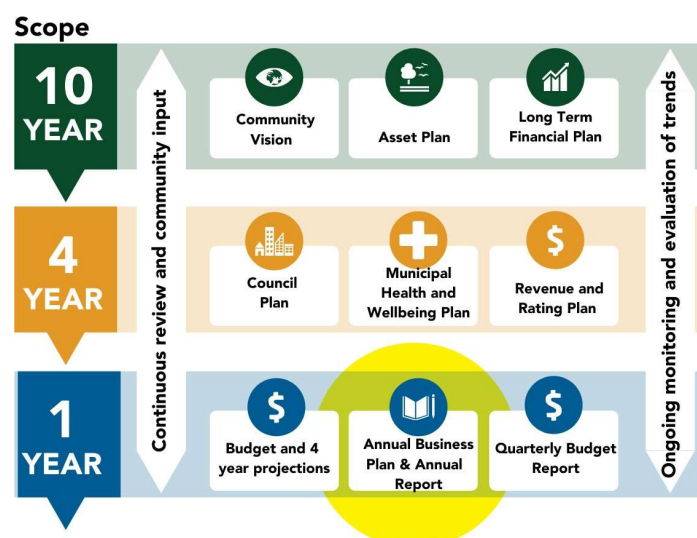 Scope
10
YEAR
Continuous review and community input
Community
Vision
Asset Plan
Long Term
Financial Plan
Ongoing monitoring and evaluation of trends
4
YEAR
Council
Plan
Municipal
Health and
Wellbeing Plan
$
Revenue and
Rating Plan
1
YEAR
$
Budget and 4
year projections
Annual Business
Plan & Annual
Report
$
Quarterly Budget
Report